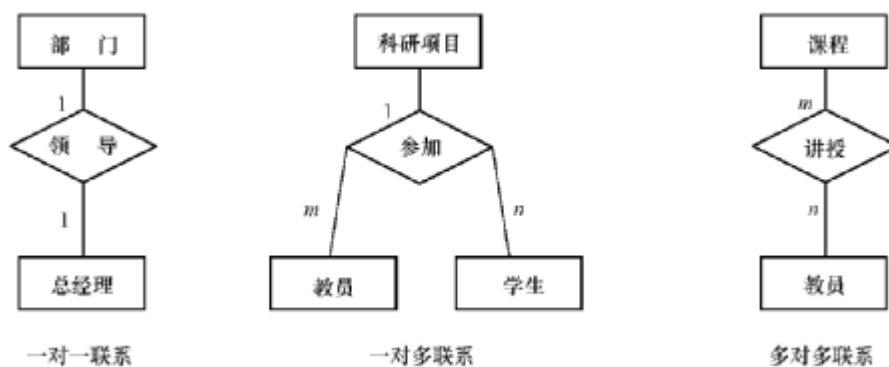 部 门
1
领 导
1
总经理
一对一联系
科研项目
1
参加
m
n
教员
学生
一对多联系
课程
m
讲授
n
教员
多对多联系